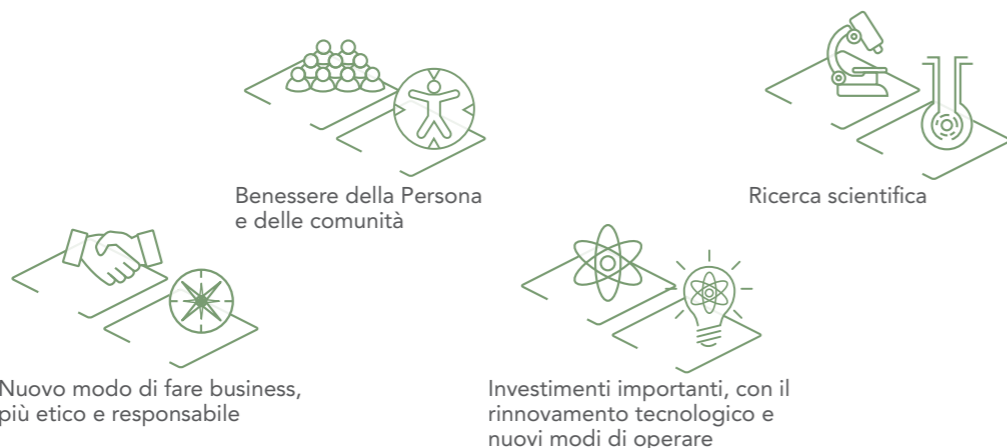 Benessere della Persona
e delle comunità
Ricerca scientifica
Nuovo modo di fare business,
più etico e responsabile
Investimenti importanti, con il
rinnovamento tecnologico e
nuovi modi di operare